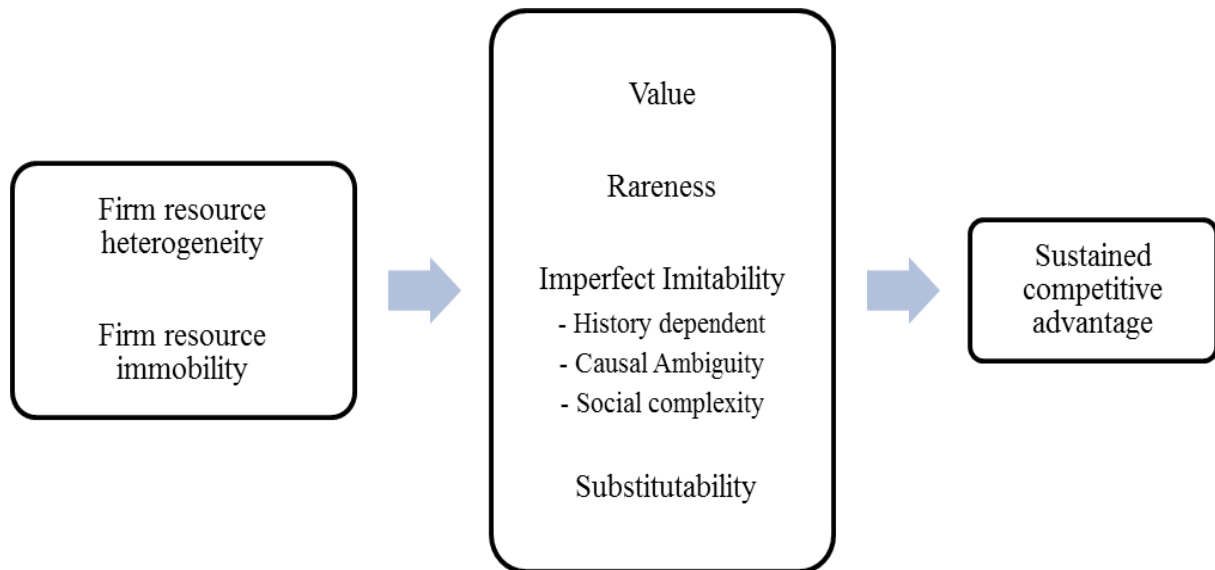 Firm resource
heterogeneity
Firm resource
immobility
Value
Rareness
Imperfect Imitability
- History dependent
- Causal Ambiguity
- Social complexity
Substitutability
Sustained
competitive
advantage